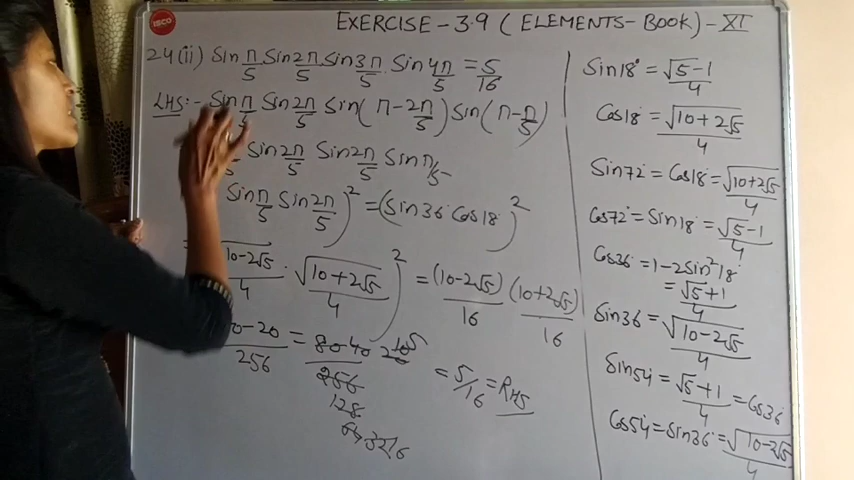 ISCO
EXERCISE - 3.9 ( ELEMENTS - BOOK ) - XI
24 (ii) Sin π/5 Sin 2π/5 Sin 3π/5 . Sin 4π/5 = 5/16
LHS :- Sin π/5 Sin 2π/5 Sin ( π - 2π/5 ) Sin ( π - π/5 )
Sin 2π/5 Sin 2π/5 Sin π/5
Sin π/5 Sin 2π/5 )² = ( Sin 36 Cos 18 )²
10-2√5 / 4 . √10+2√5 / 4 )² = (10-2√5) / 16 (10+2√5) / 16
0-20 / 256 = 80 40 / 256 = 5/16 = RHS
128
Sin 18° = √5-1 / 4
Cos 18 = √10+2√5 / 4
Sin 72 = Cos 18 = √10+2√5 / 4
Cos 72 = Sin 18 = √5-1 / 4
Cos 36 = 1-2Sin² 18
= √5+1 / 4
Sin 36 = √10-2√5 / 4
Sin 54 = √5+1 / 4 = Cos 36
Cos 54 = Sin 36 = √10-2√5 / 4